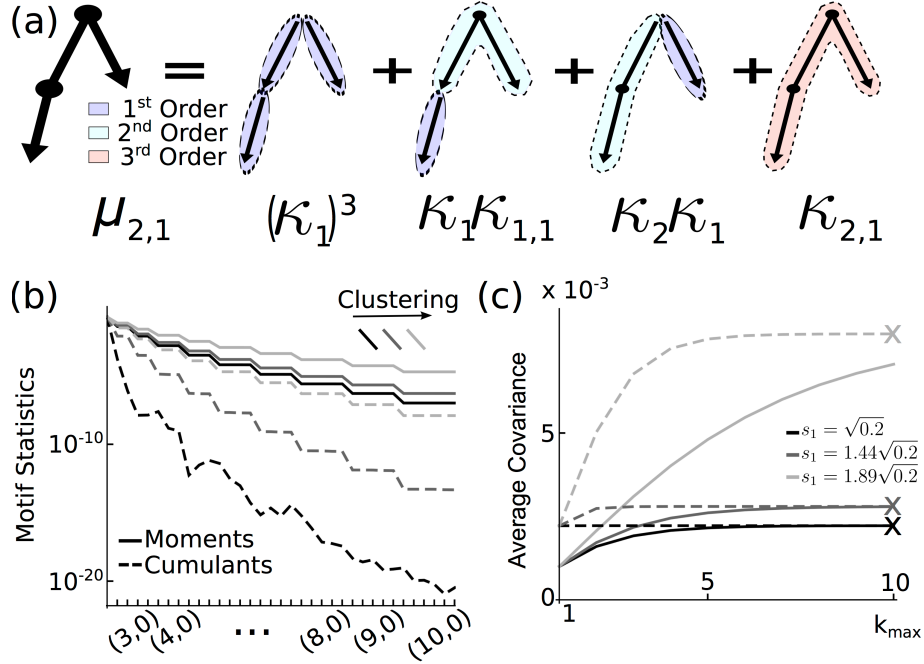 (a)
= + + +
1st Order
2nd Order
3rd Order
μ2,1 (κ1)3 κ1κ1,1 κ2κ1 κ2,1
(b)
Clustering
Motif Statistics
10-10
10-20
Moments
Cumulants
(3,0) (4,0) ... (8,0) (9,0) (10,0)
(c)
x 10-3
Average Covariance
5
0
s1 = √0.2
s1 = 1.44√0.2
s1 = 1.89√0.2
X
X
X
1 5 10
kmax